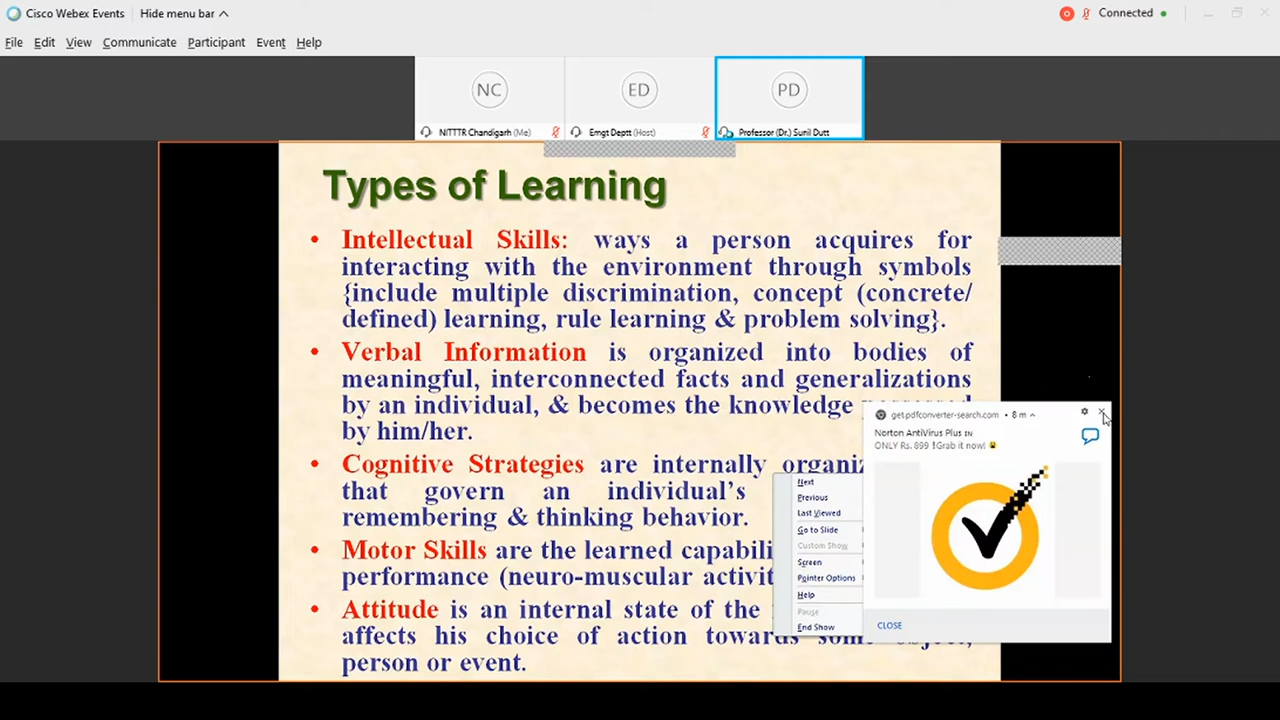 Cisco Webex Events
Hide menu bar
Connected
File Edit View Communicate Participant Event Help
NC
ED
PD
NITTTR Chandigarh (Me)
Emgt Deptt (Host)
Professor (Dr.) Sunil Dutt
Types of Learning
• Intellectual Skills: ways a person acquires for
interacting with the environment through symbols
{include multiple discrimination, concept (concrete/
defined) learning, rule learning & problem solving}.
• Verbal Information is organized into bodies of
meaningful, interconnected facts and generalizations
by an individual, & becomes the knowledge
by him/her.
• Cognitive Strategies are internally
that govern an individual's
remembering & thinking behavior.
• Motor Skills are the learned
performance (neuro-muscular
• Attitude is an internal state of the
affects his choice of action towards
person or event.
Next
Previous
Last Viewed
Go to Slide
Custom Show
Screen
Pointer Options
Help
Pause
End Show
get.pdfconverter-search.com • 8 m
Norton AntiVirus Plus IN
ONLY Rs. 899 !Grab it now!
CLOSE